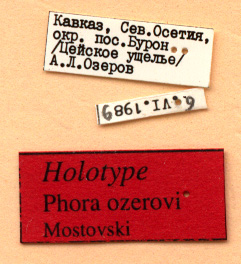 Кавказ, Сев.Осетия,
окр. пос.Бурон
/Цейское ущелье/
А.Л.Озеров
6.VI.1989
Holotype
Phora ozerovi
Mostovski